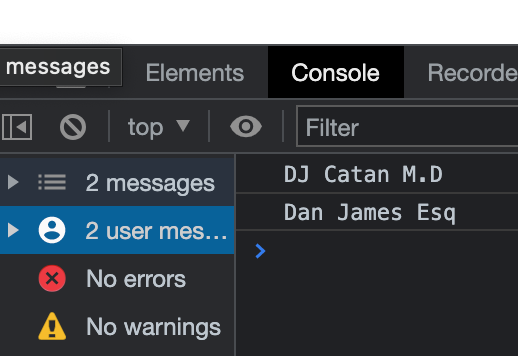 messages
Elements Console Recorde
top Filter
2 messages
2 user mes...
No errors
No warnings
DJ Catan M.D
Dan James Esq